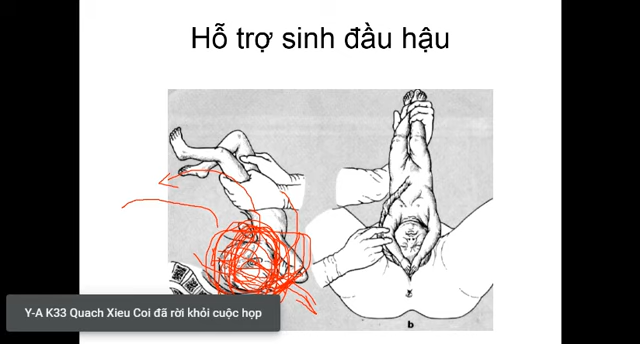 Hỗ trợ sinh đầu hậu
b
Y-A K33 Quach Xieu Coi đã rời khỏi cuộc họp